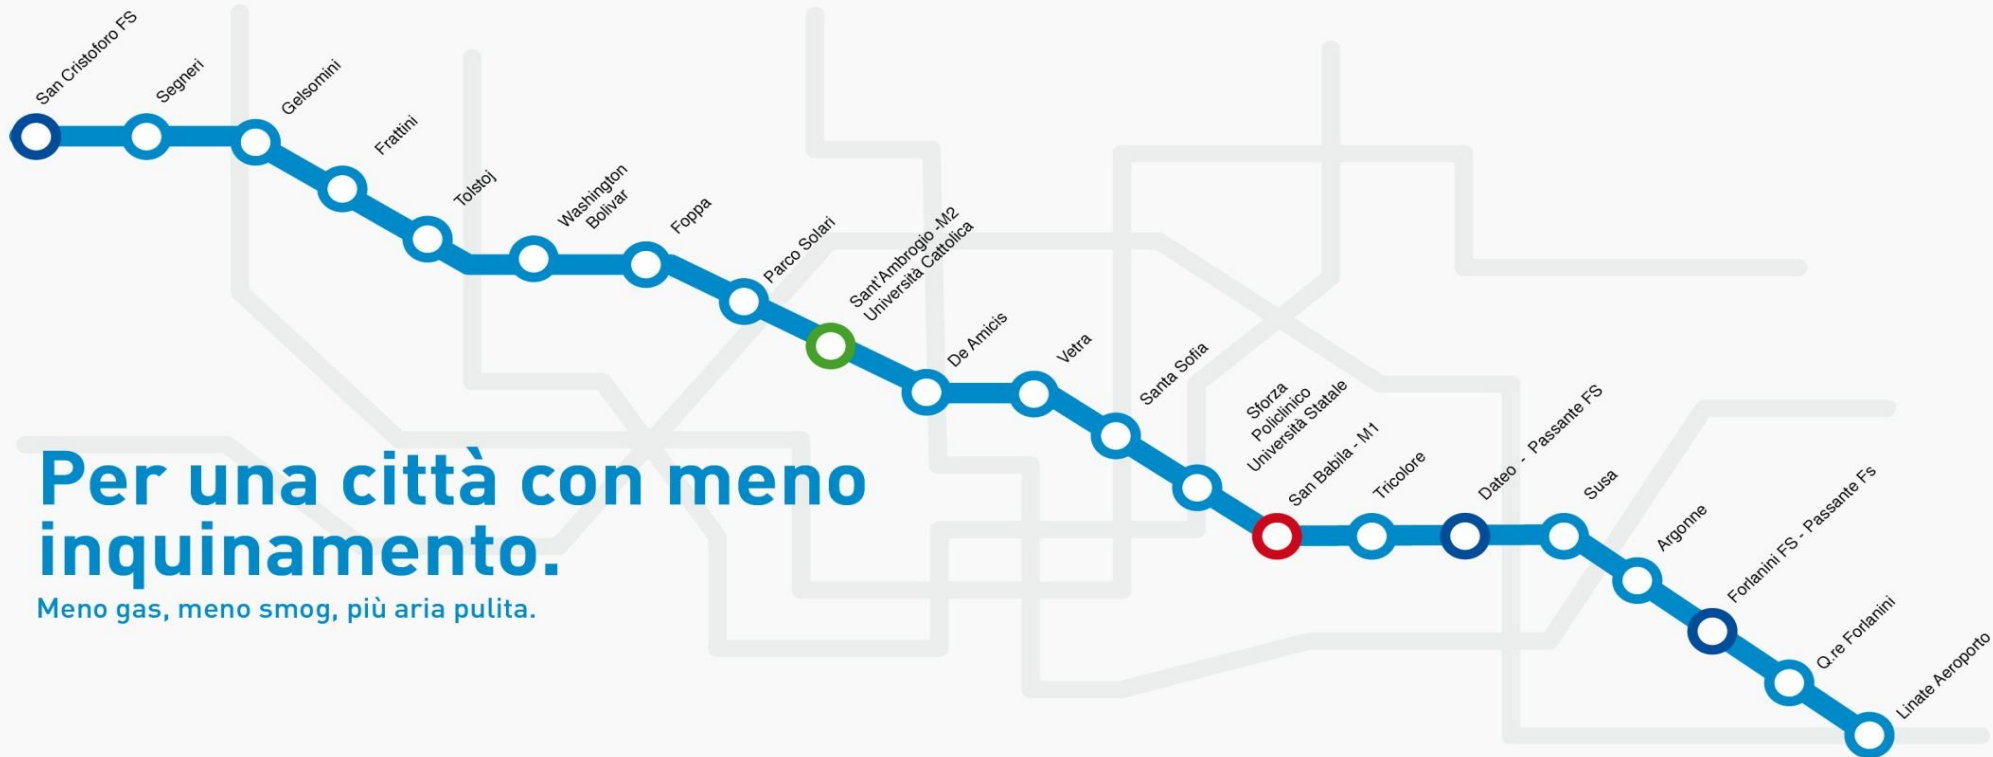 San Cristoforo FS
Segneri
Gelsomini
Frattini
Tolstoj
Washington
Bolivar
Foppa
Parco Solari
Sant'Ambrogio -M2
Università Cattolica
De Amicis
Vetra
Santa Sofia
Sforza
Policlinico
Università Statale
San Babila - M1
Tricolore
Dateo - Passante FS
Susa
Argonne
Forlanini FS - Passante Fs
Q.re Forlanini
Linate Aeroporto
Per una città con meno
inquinamento.
Meno gas, meno smog, più aria pulita.